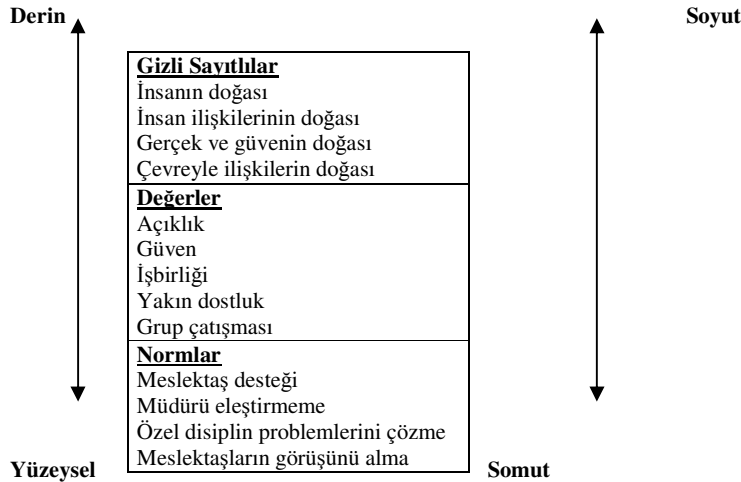 Derin Soyut
Gizli Sayıtlılar
İnsanın doğası
İnsan ilişkilerinin doğası
Gerçek ve güvenin doğası
Çevreyle ilişkilerin doğası
Değerler
Açıklık
Güven
İşbirliği
Yakın dostluk
Grup çatışması
Normlar
Meslektaş desteği
Müdürü eleştirmeme
Özel disiplin problemlerini çözme
Meslektaşların görüşünü alma
Yüzeysel Somut